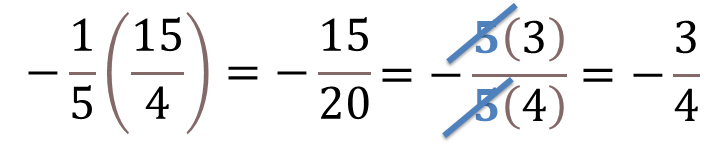 -1/5(15/4) = -15/20 = -5(3)/5(4) = -3/4